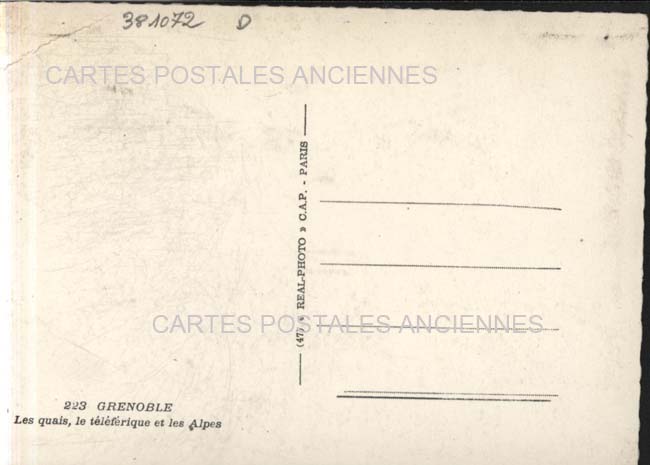 381072 D
CARTES POSTALES ANCIENNES
(47) « REAL-PHOTO » C.A.P. - PARIS
CARTES POSTALES ANCIENNES
223 GRENOBLE
Les quais, le téléférique et les Alpes